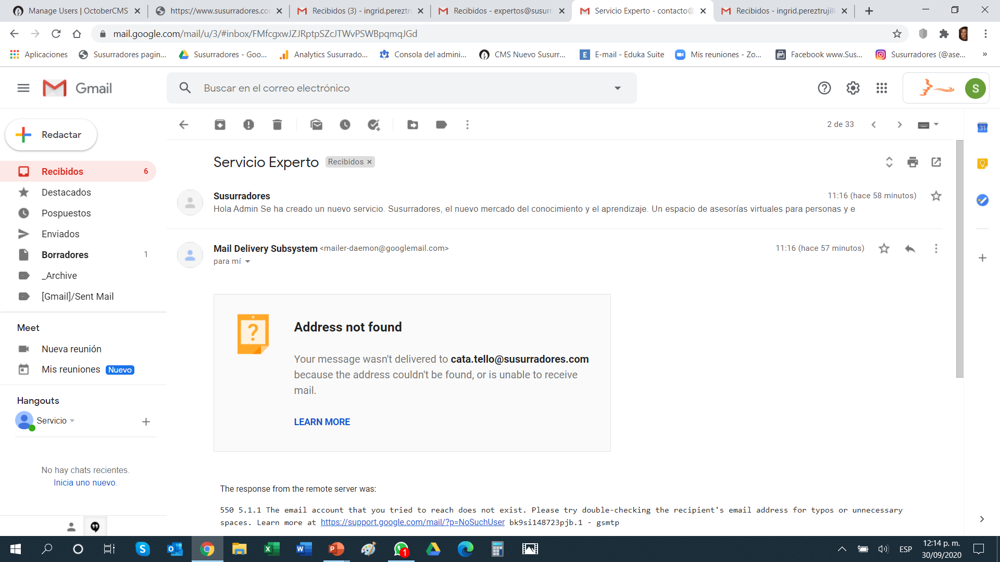 Manage Users | OctoberCMS
https://www.susurradores.co
Recibidos (3) - ingrid.pereztr
Recibidos - expertos@susurr
Servicio Experto - contacto@
Recibidos - ingrid.pereztrujill
mail.google.com/mail/u/3/#inbox/FMfcgxwJZJRptpSZcJTWvPSWBpqmqJGd
Aplicaciones
Susurradores pagin...
Susurradores - Goo...
Analytics Susurrado...
Consola del admini...
CMS Nuevo Susurr...
E
E-mail - Eduka Suite
Mis reuniones - Zo...
Facebook www.Sus...
Susurradores (@ase...
»
Gmail
Buscar en el correo electrónico
S
Redactar
2 de 33
31
Recibidos 6
Destacados
Pospuestos
Enviados
Borradores 1
_Archive
[Gmail]/Sent Mail
Meet
Nueva reunión
Mis reuniones Nuevo
Hangouts
Servicio
No hay chats recientes.
Inicia uno nuevo.
Servicio Experto Recibidos ×
Susurradores 11:16 (hace 58 minutos)
Hola Admin Se ha creado un nuevo servicio. Susurradores, el nuevo mercado del conocimiento y el aprendizaje. Un espacio de asesorías virtuales para personas y e
Mail Delivery Subsystem <mailer-daemon@googlemail.com> 11:16 (hace 57 minutos)
para mí
?
Address not found
Your message wasn't delivered to cata.tello@susurradores.com
because the address couldn't be found, or is unable to receive
mail.
LEARN MORE
The response from the remote server was:
550 5.1.1 The email account that you tried to reach does not exist. Please try double-checking the recipient's email address for typos or unnecessary
spaces. Learn more at https://support.google.com/mail/?p=NoSuchUser bk9si148723pjb.1 - gsmtp
1
ESP
12:14 p. m.
30/09/2020